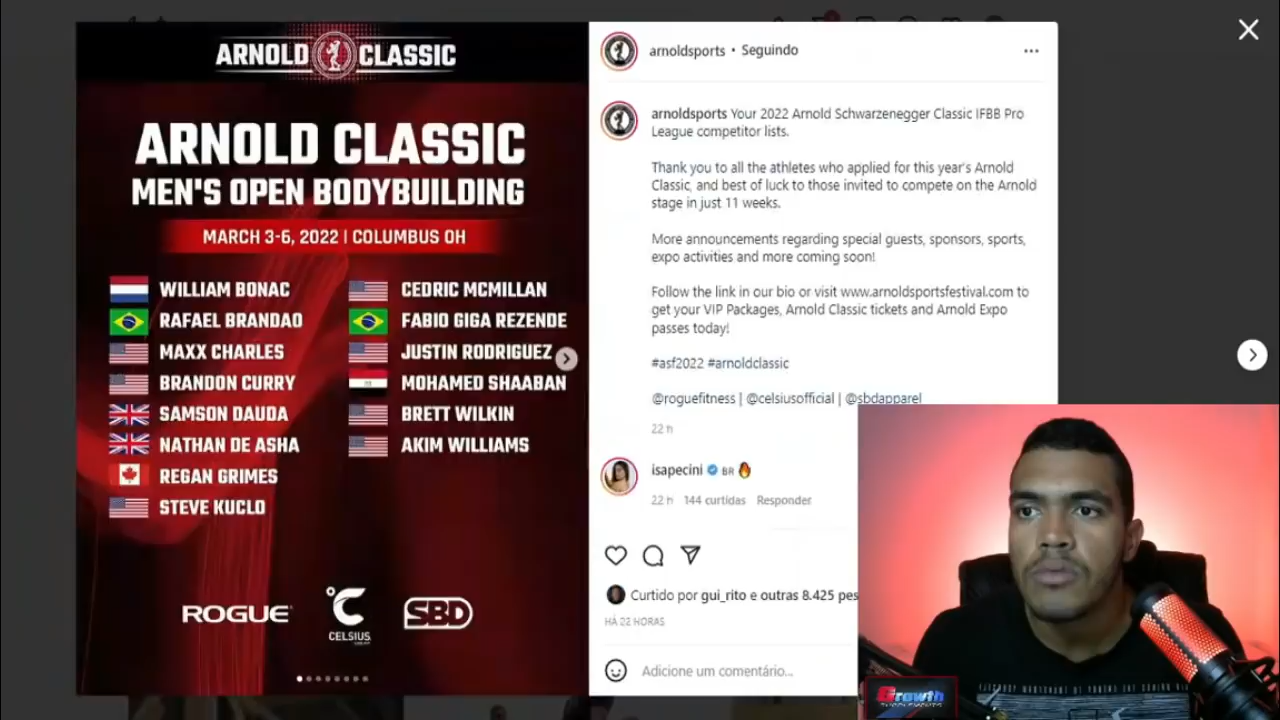 ARNOLD CLASSIC
ARNOLD CLASSIC
MEN'S OPEN BODYBUILDING
MARCH 3-6, 2022 | COLUMBUS OH
WILLIAM BONAC
RAFAEL BRANDAO
MAXX CHARLES
BRANDON CURRY
SAMSON DAUDA
NATHAN DE ASHA
REGAN GRIMES
STEVE KUCLO
CEDRIC MCMILLAN
FABIO GIGA REZENDE
JUSTIN RODRIGUEZ
MOHAMED SHAABAN
BRETT WILKIN
AKIM WILLIAMS
ROGUE
CELSIUS
SBD
arnoldsports • Seguindo
arnoldsports Your 2022 Arnold Schwarzenegger Classic IFBB Pro
League competitor lists.
Thank you to all the athletes who applied for this year's Arnold
Classic, and best of luck to those invited to compete on the Arnold
stage in just 11 weeks.
More announcements regarding special guests, sponsors, sports,
expo activities and more coming soon!
Follow the link in our bio or visit www.arnoldsportsfestival.com to
get your VIP Packages, Arnold Classic tickets and Arnold Expo
passes today!
#asf2022 #arnoldclassic
@roguefitness | @celsiusofficial | @sbdapparel
22 h
isapecini BR
22 h 144 curtidas Responder
Curtido por gui_rito e outras 8.425 pes
HÁ 22 HORAS
Adicione um comentário...
Growth
SUPPLEMENTS